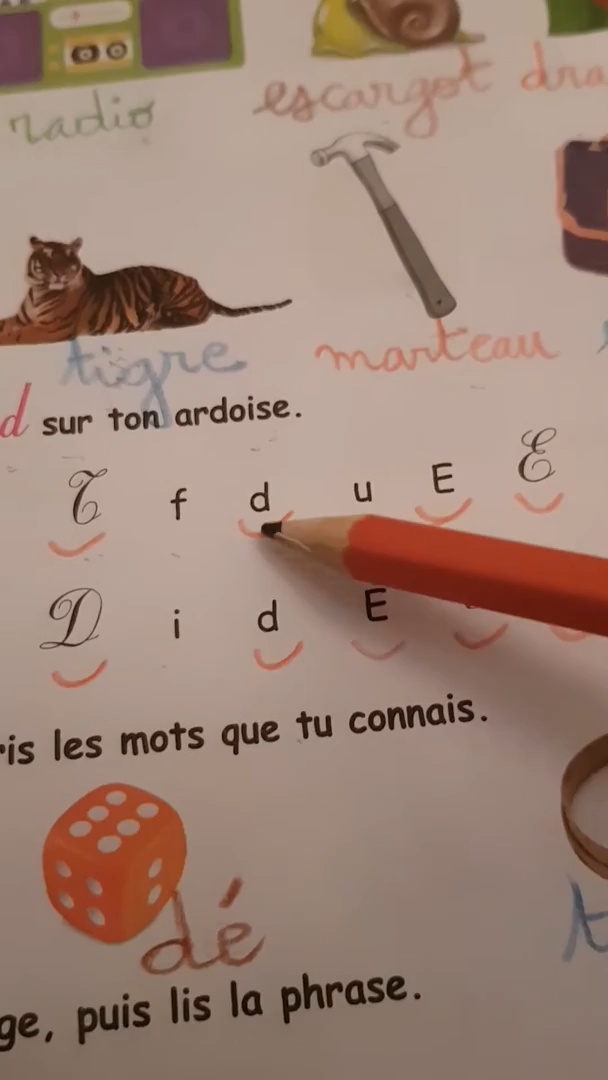 radio escargot dra
tigre marteau
d sur ton ardoise.
T f d u E E
D i d E
ris les mots que tu connais.
dé t
ge, puis lis la phrase.